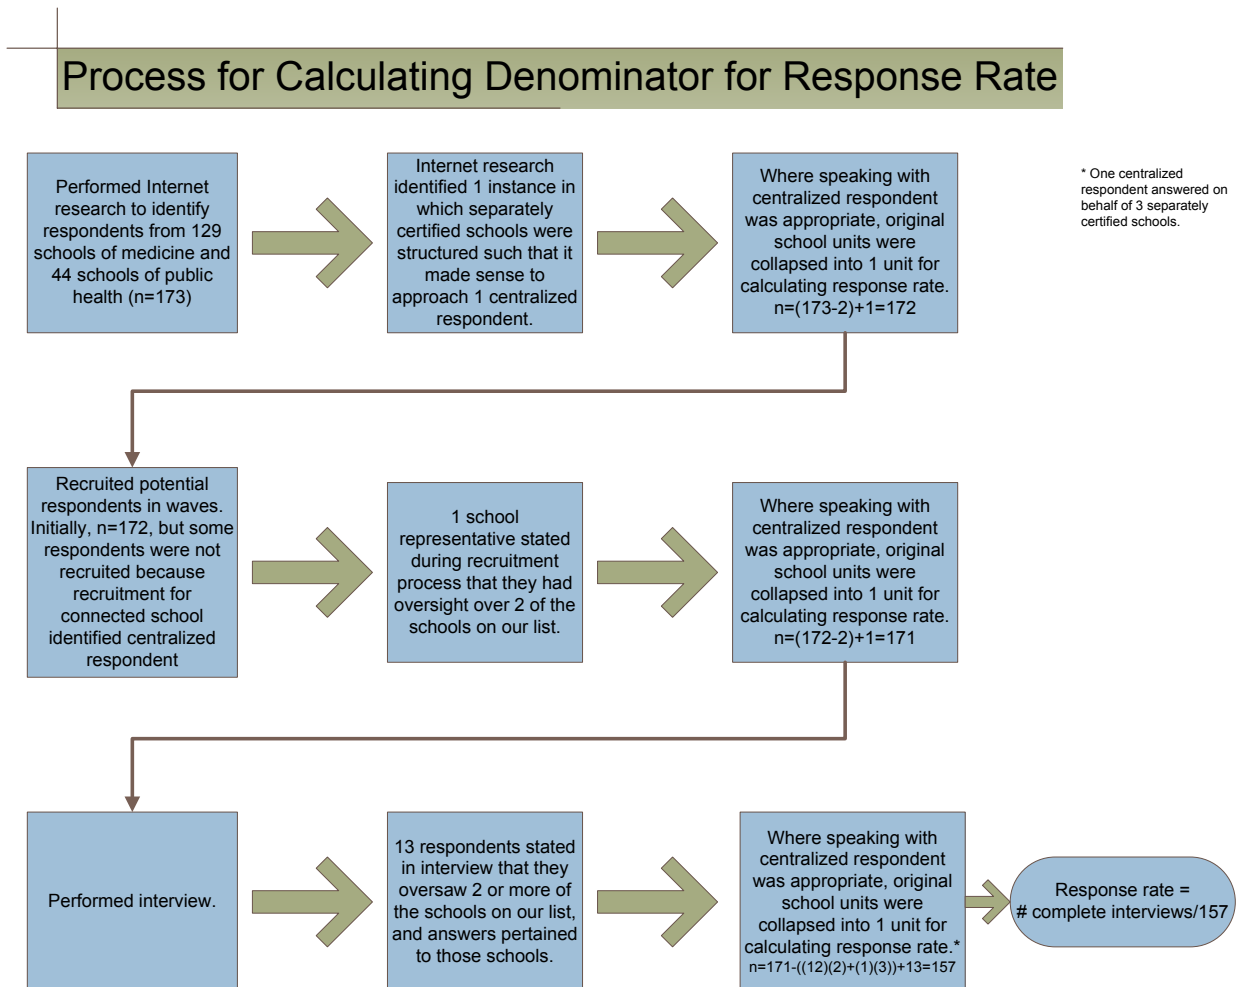 Process for Calculating Denominator for Response Rate
Performed Internet
research to identify
respondents from 129
schools of medicine and
44 schools of public
health (n=173)
Internet research
identified 1 instance in
which separately
certified schools were
structured such that it
made sense to
approach 1 centralized
respondent.
Where speaking with
centralized respondent
was appropriate, original
school units were
collapsed into 1 unit for
calculating response rate.
n=(173-2)+1=172
* One centralized
respondent answered on
behalf of 3 separately
certified schools.
Recruited potential
respondents in waves.
Initially, n=172, but some
respondents were not
recruited because
recruitment for
connected school
identified centralized
respondent
1 school
representative stated
during recruitment
process that they had
oversight over 2 of the
schools on our list.
Where speaking with
centralized respondent
was appropriate, original
school units were
collapsed into 1 unit for
calculating response rate.
n=(172-2)+1=171
Performed interview.
13 respondents stated
in interview that they
oversaw 2 or more of
the schools on our list,
and answers pertained
to those schools.
Where speaking with
centralized respondent
was appropriate, original
school units were
collapsed into 1 unit for
calculating response rate.*
n=171-((12)(2)+(1)(3))+13=157
Response rate =
# complete interviews/157